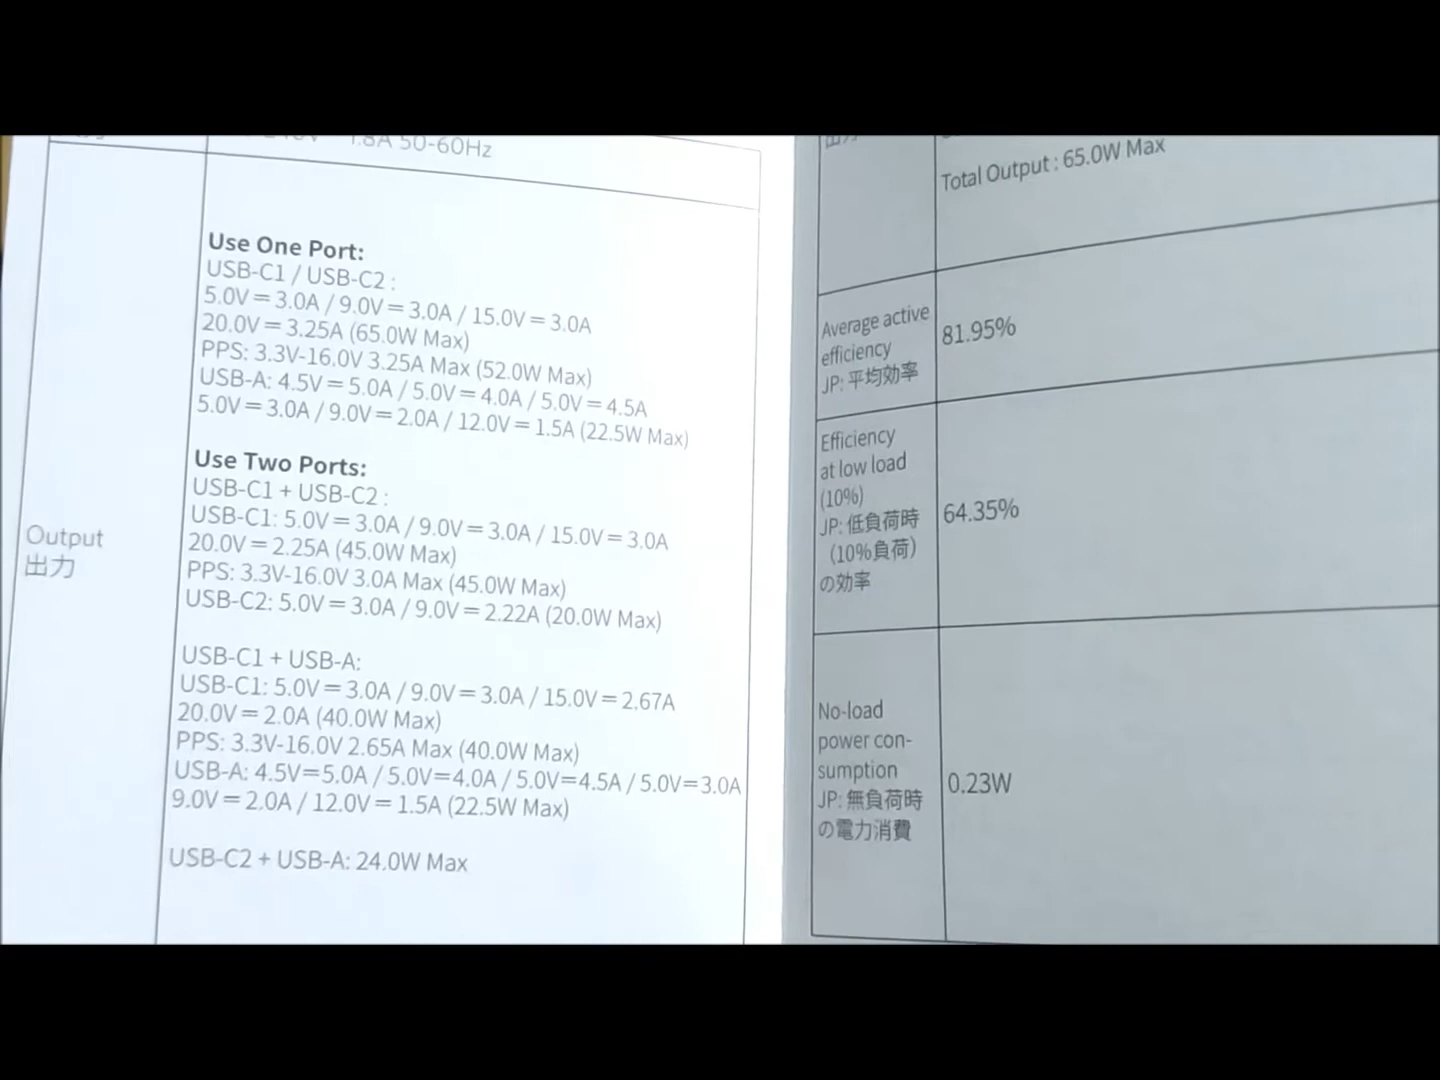 1.8A 50-60Hz
Output
出力
Use One Port:
USB-C1 / USB-C2 :
5.0V⎓3.0A / 9.0V⎓3.0A / 15.0V⎓3.0A
20.0V⎓3.25A (65.0W Max)
PPS: 3.3V-16.0V 3.25A Max (52.0W Max)
USB-A: 4.5V⎓5.0A / 5.0V⎓4.0A / 5.0V⎓4.5A
5.0V⎓3.0A / 9.0V⎓2.0A / 12.0V⎓1.5A (22.5W Max)
Use Two Ports:
USB-C1 + USB-C2 :
USB-C1: 5.0V⎓3.0A / 9.0V⎓3.0A / 15.0V⎓3.0A
20.0V⎓2.25A (45.0W Max)
PPS: 3.3V-16.0V 3.0A Max (45.0W Max)
USB-C2: 5.0V⎓3.0A / 9.0V⎓2.22A (20.0W Max)
USB-C1 + USB-A:
USB-C1: 5.0V⎓3.0A / 9.0V⎓3.0A / 15.0V⎓2.67A
20.0V⎓2.0A (40.0W Max)
PPS: 3.3V-16.0V 2.65A Max (40.0W Max)
USB-A: 4.5V⎓5.0A / 5.0V⎓4.0A / 5.0V⎓4.5A / 5.0V⎓3.0A
9.0V⎓2.0A / 12.0V⎓1.5A (22.5W Max)
USB-C2 + USB-A: 24.0W Max
Total Output : 65.0W Max
Average active
efficiency
JP: 平均効率
81.95%
Efficiency
at low load
(10%)
JP: 低負荷時
（10%負荷）
の効率
64.35%
No-load
power con-
sumption
JP: 無負荷時
の電力消費
0.23W